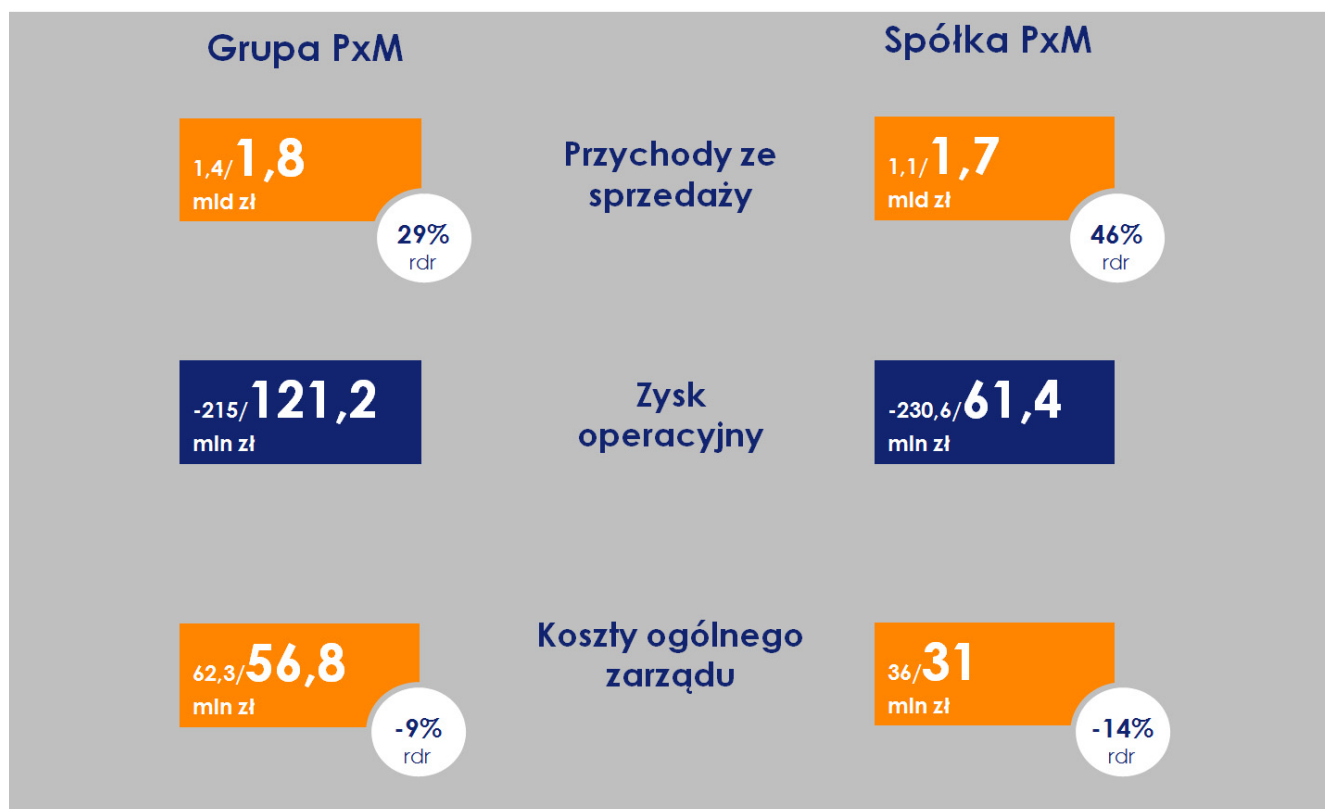 Grupa PxM
Spółka PxM
1,4/1,8
mld zł
29%
rdr
Przychody ze
sprzedaży
1,1/1,7
mld zł
46%
rdr
-215/121,2
mln zł
Zysk
operacyjny
-230,6/61,4
mln zł
62,3/56,8
mln zł
-9%
rdr
Koszty ogólnego
zarządu
36/31
mln zł
-14%
rdr